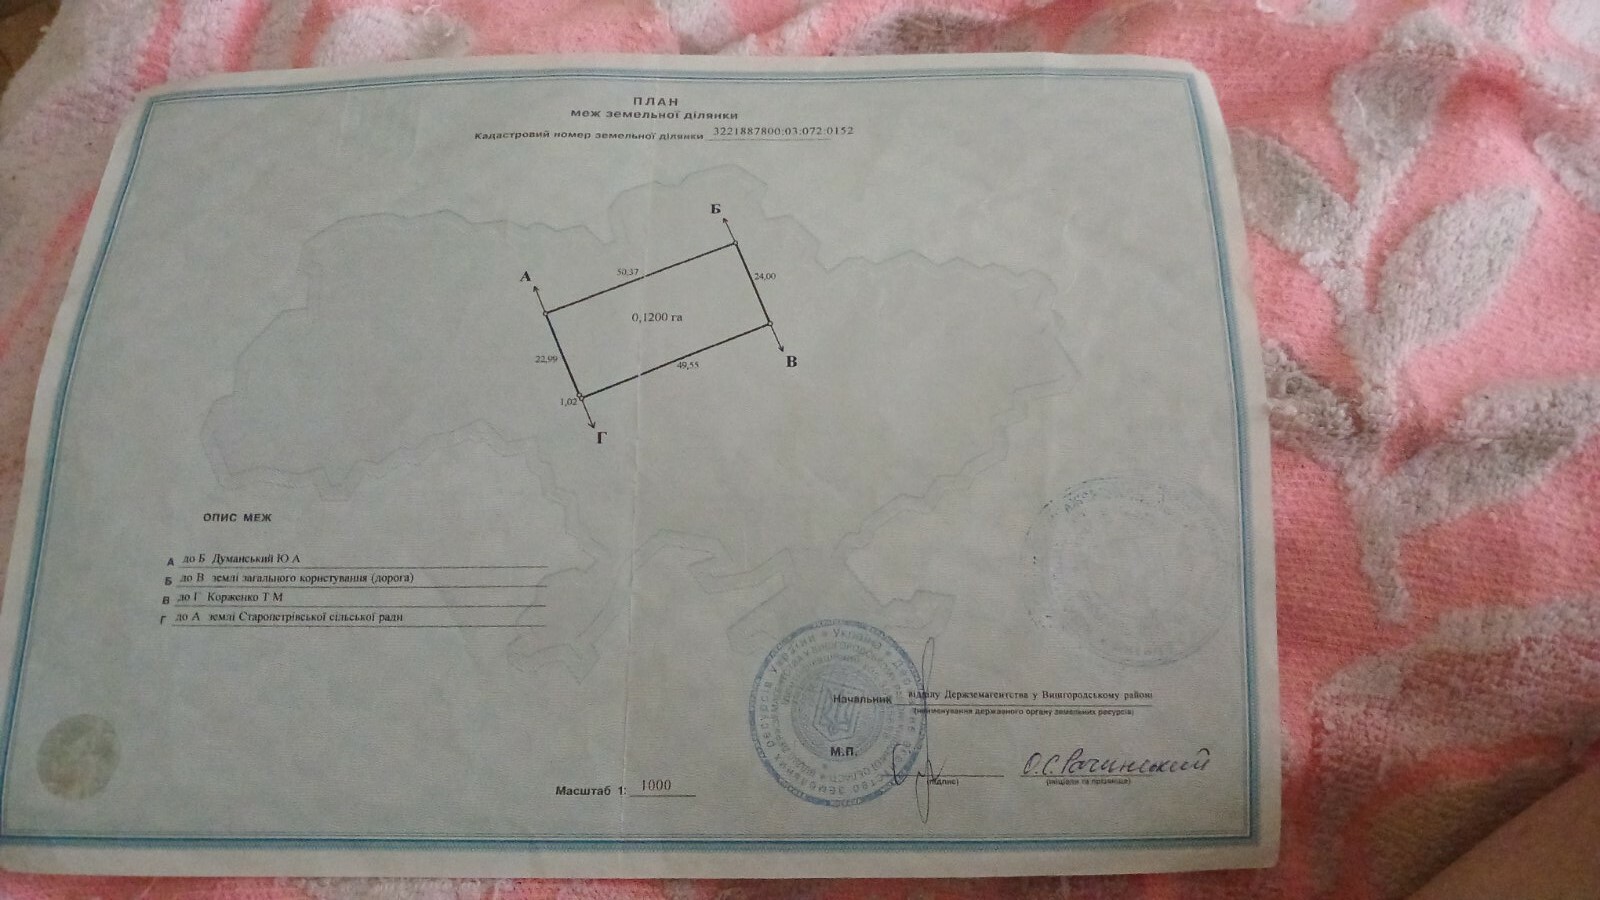 ПЛАН
меж земельної ділянки
Кадастровий номер земельної ділянки 3221887800:03:072:0152
Б
А
50,37
24,00
0,1200 га
22,99
49,55
В
1,02
Г
ОПИС МЕЖ
А до Б Думанський Ю А
Б до В землі загального користування (дорога)
В до Г Корженко Т М
Г до А землі Старопетрівської сільської ради
Начальник відділу Держземагентства у Вишгородському районі
(найменування державного органу земельних ресурсів)
М.П.
О.С. Рачинський
(підпис) (ініціали та прізвище)
Масштаб 1: 1000